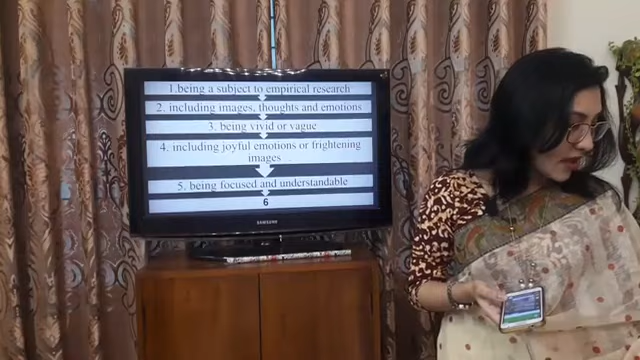 1.being a subject to empirical research
2. including images, thoughts and emotions
3. being vivid or vague
4. including joyful emotions or frightening
images
5. being focused and understandable
6
SAMSUNG